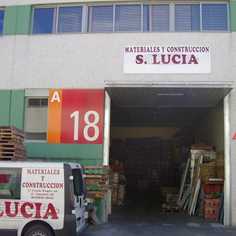 MATERIALES Y CONSTRUCCION
S. LUCIA
A
18
MATERIALES
Y CONSTRUCCION
LUCIA